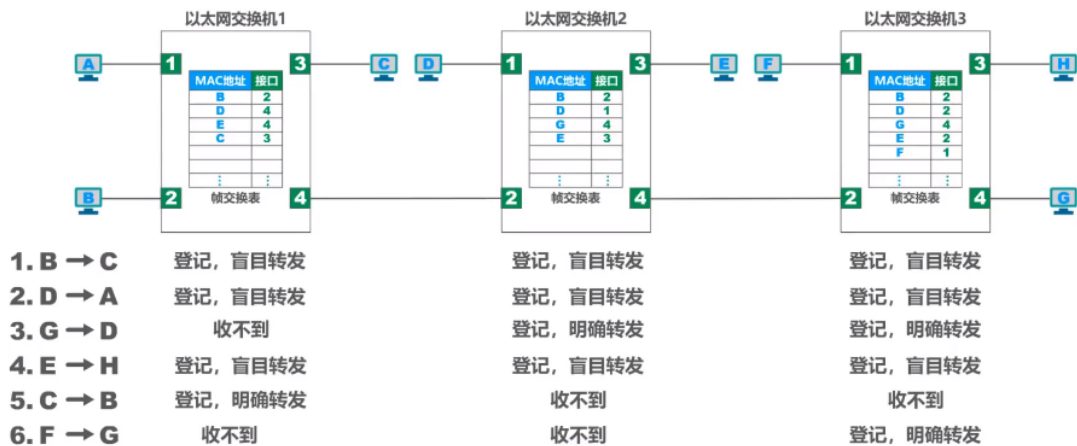 以太网交换机1 以太网交换机2 以太网交换机3
A 1 3 C D 1 3 E F 1 3 H
MAC地址 接口 MAC地址 接口 MAC地址 接口
B 2 B 2 B 2
D 4 D 1 D 2
E 4 G 4 G 4
C 3 E 3 E 2
F 1
⋮ ⋮ ⋮ ⋮ ⋮ ⋮
B 2 帧交换表 4 2 帧交换表 4 2 帧交换表 4 G
1. B → C 登记，盲目转发 登记，盲目转发 登记，盲目转发
2. D → A 登记，盲目转发 登记，盲目转发 登记，盲目转发
3. G → D 收不到 登记，明确转发 登记，明确转发
4. E → H 登记，盲目转发 登记，盲目转发 登记，盲目转发
5. C → B 登记，明确转发 收不到 收不到
6. F → G 收不到 收不到 登记，明确转发